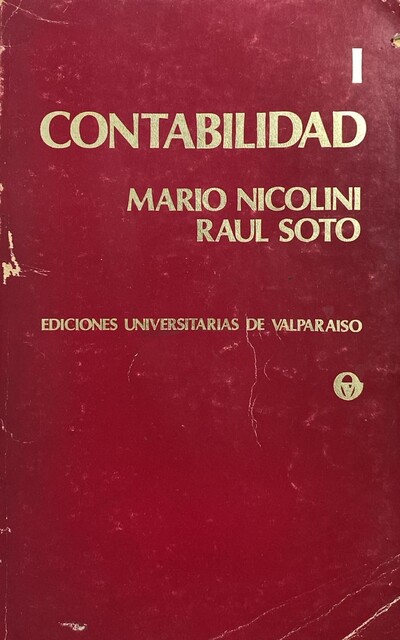 I
CONTABILIDAD
MARIO NICOLINI
RAUL SOTO
EDICIONES UNIVERSITARIAS DE VALPARAISO